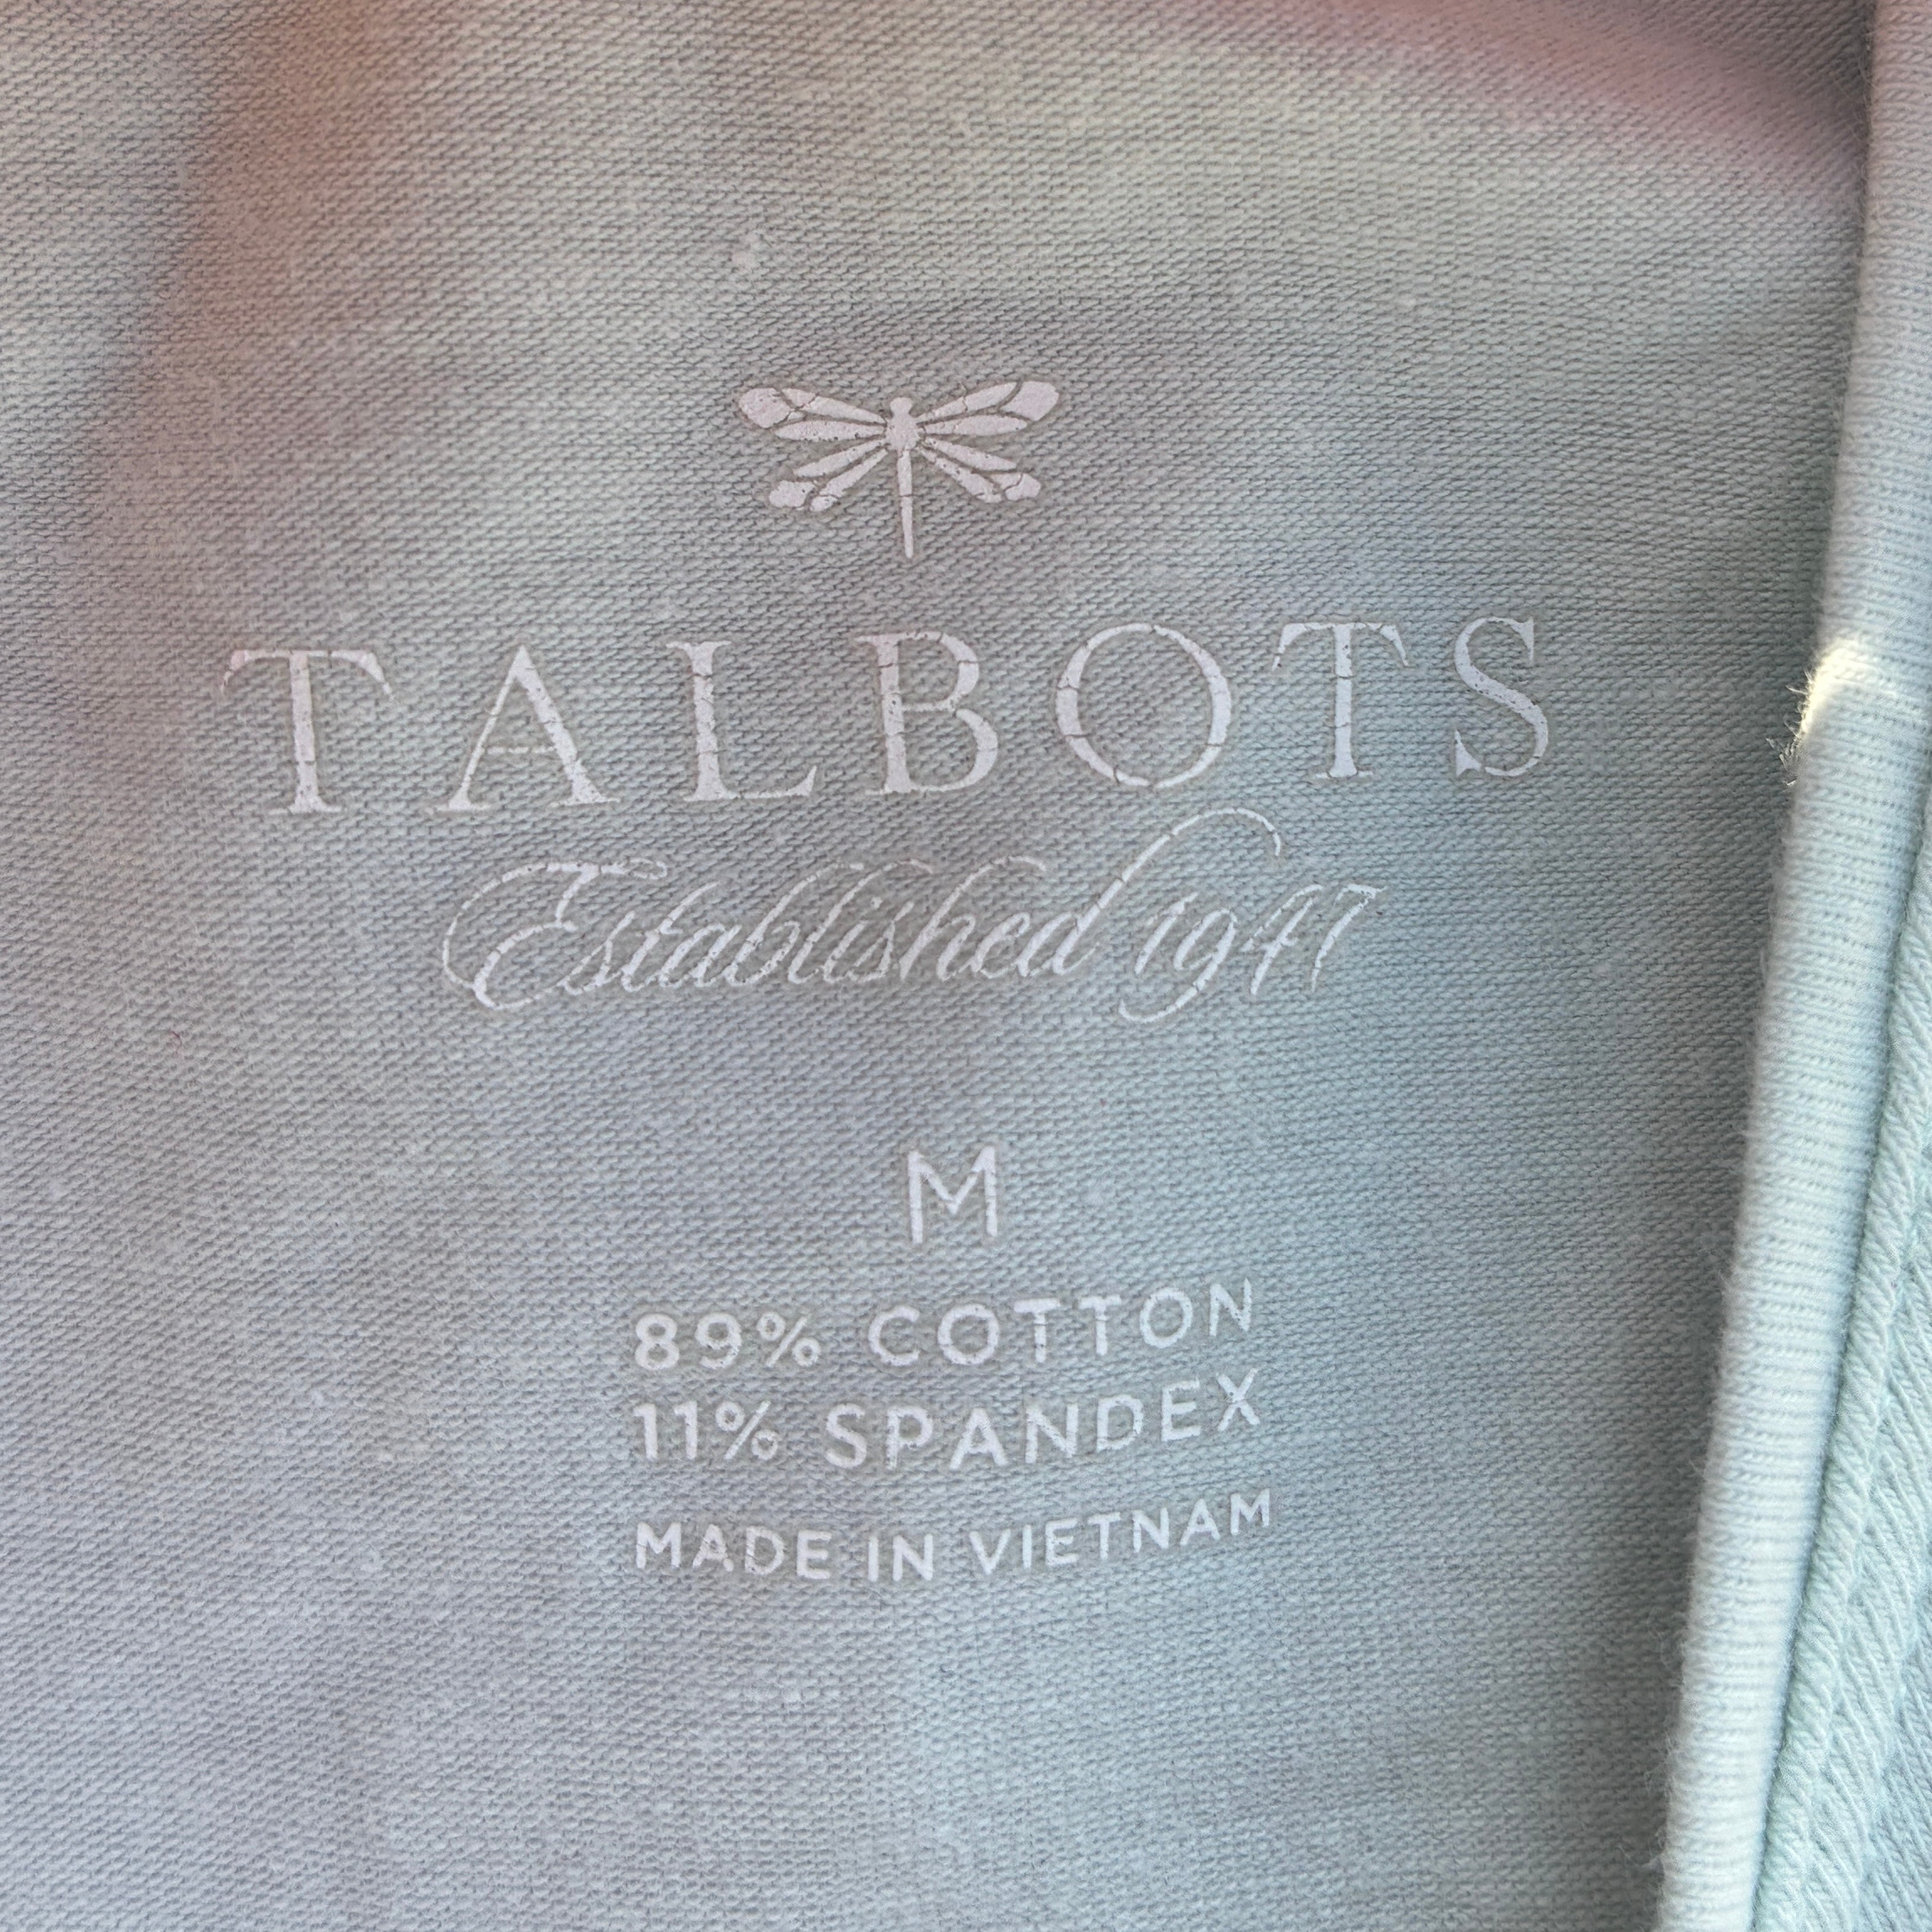 TALBOTS
Established 1947
M
89% COTTON
11% SPANDEX
MADE IN VIETNAM